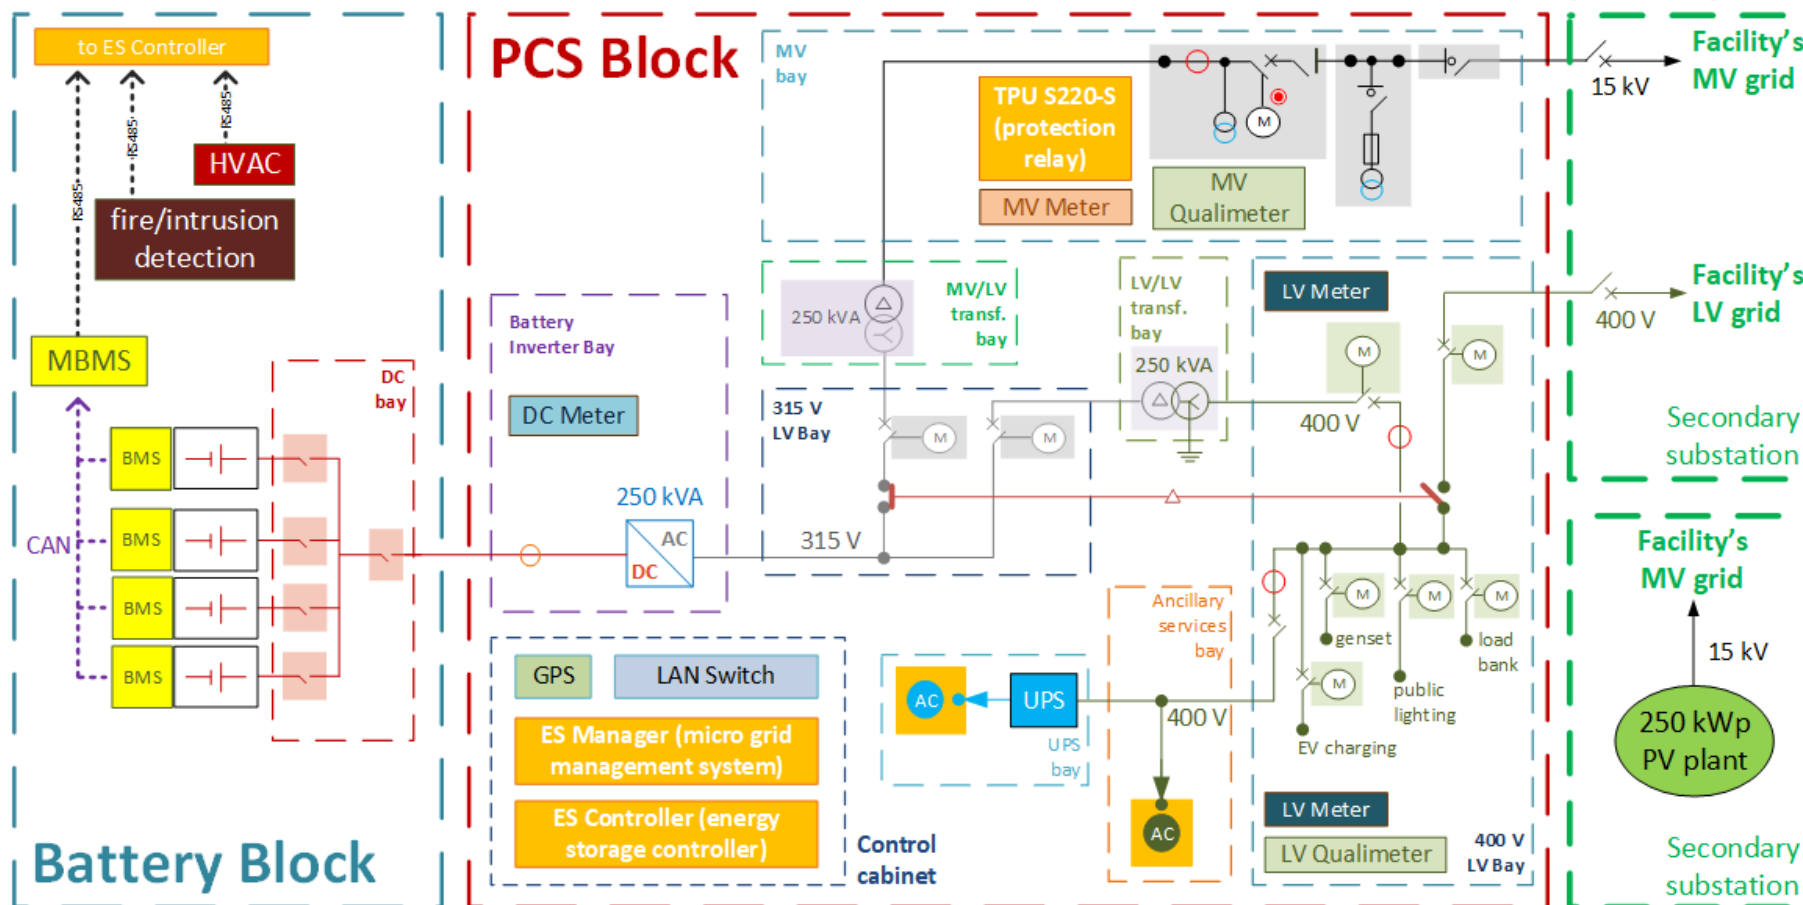 to ES Controller
RS485
RS485
RS485
HVAC
fire/intrusion
detection
MBMS
DC
bay
BMS
BMS
BMS
BMS
CAN
Battery Block
PCS Block
Battery
Inverter Bay
DC Meter
250 kVA
AC
DC
MV
bay
TPU S220-S
(protection
relay)
MV Meter
M
MV
Qualimeter
250 kVA
MV/LV
transf.
bay
LV/LV
transf.
bay
250 kVA
315 V
LV Bay
M
M
315 V
LV Meter
M
M
400 V
M
genset
M
public
lighting
M
load
bank
M
EV charging
LV Meter
LV Qualimeter
400 V
LV Bay
Ancillary
services
bay
400 V
AC
AC
UPS
UPS
bay
GPS
LAN Switch
ES Manager (micro grid
management system)
ES Controller (energy
storage controller)
Control
cabinet
Facility's
MV grid
15 kV
Facility's
LV grid
400 V
Secondary
substation
Facility's
MV grid
15 kV
250 kWp
PV plant
Secondary
substation